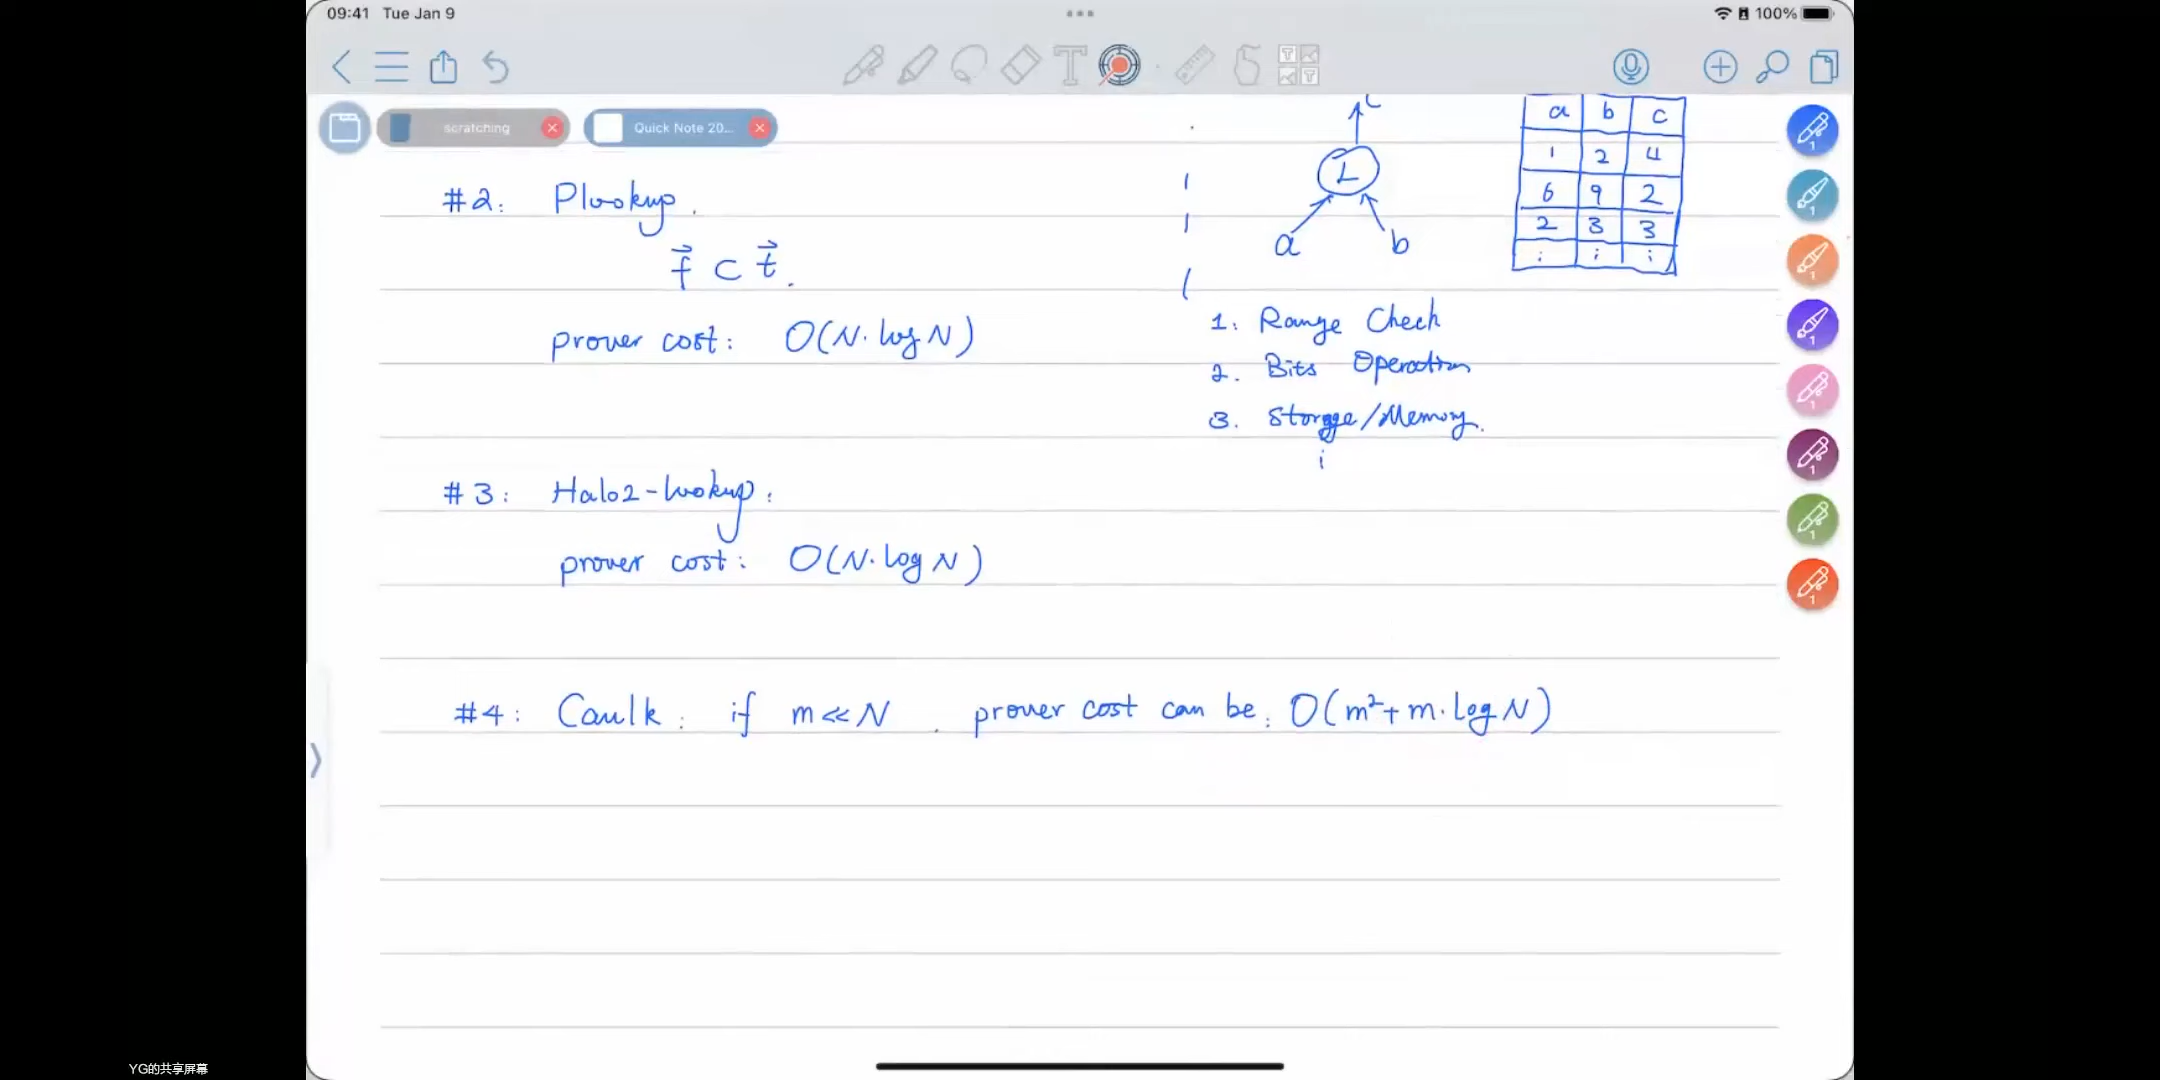 09:41 Tue Jan 9
100%
scratching
Quick Note 20...
#2: Plookup.
f⃗ ⊂ t⃗.
prover cost: O(N·logN)
#3: Halo2-lookup:
prover cost: O(N·log N)
#4: Caulk: if m≪N prover cost can be: O(m²+m·logN)
L
a b
a b c
1 2 4
6 9 2
2 3 3
⋮ ⋮ ⋮
1. Range Check
2. Bits Operation
3. Storage/Memory.
YG的共享屏幕